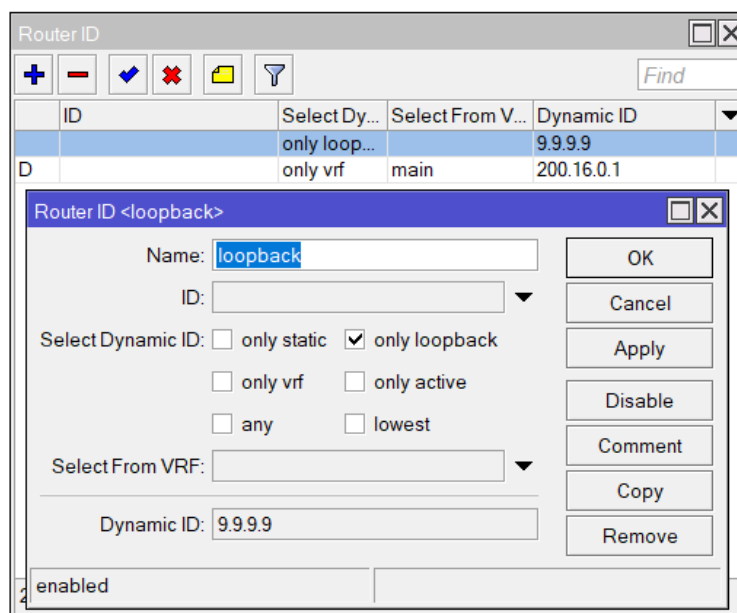 Router ID
Find
ID Select Dy... Select From V... Dynamic ID
only loop... 9.9.9.9
D only vrf main 200.16.0.1
Router ID <loopback>
Name: loopback OK
ID: Cancel
Select Dynamic ID: only static only loopback Apply
only vrf only active Disable
any lowest Comment
Select From VRF: Copy
Dynamic ID: 9.9.9.9 Remove
enabled